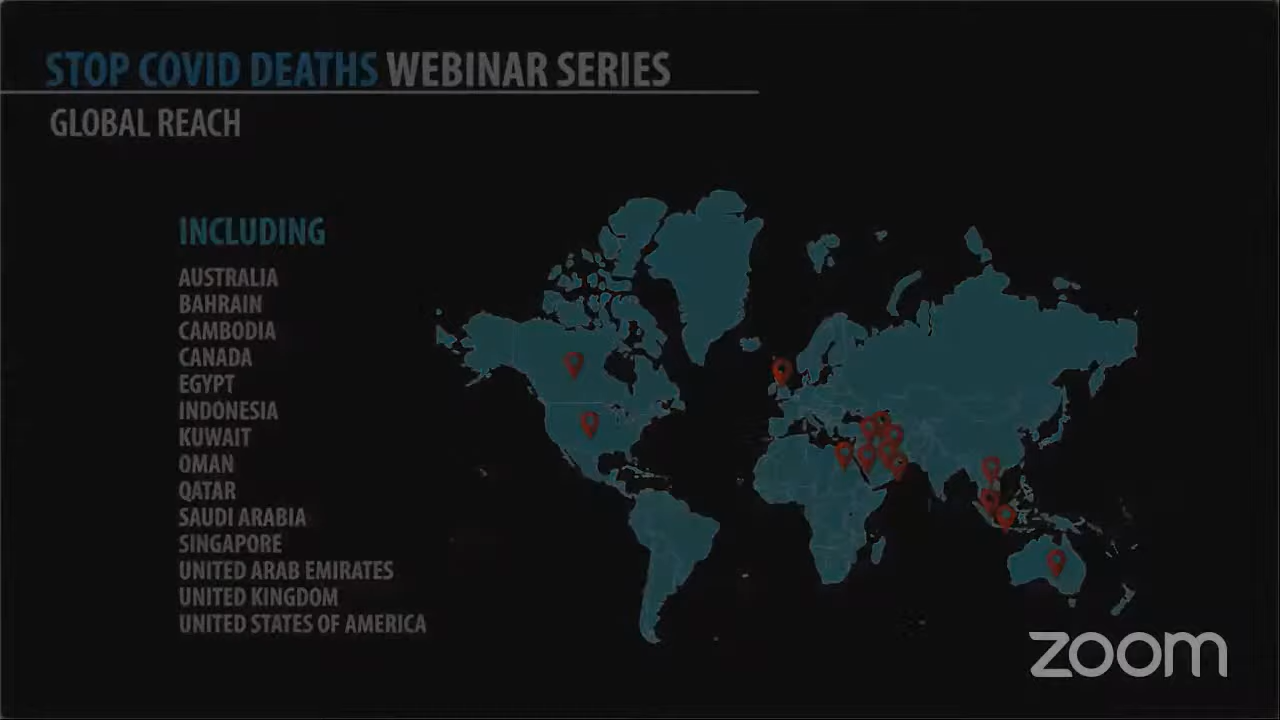 STOP COVID DEATHS WEBINAR SERIES
GLOBAL REACH
INCLUDING
AUSTRALIA
BAHRAIN
CAMBODIA
CANADA
EGYPT
INDONESIA
KUWAIT
OMAN
QATAR
SAUDI ARABIA
SINGAPORE
UNITED ARAB EMIRATES
UNITED KINGDOM
UNITED STATES OF AMERICA
zoom